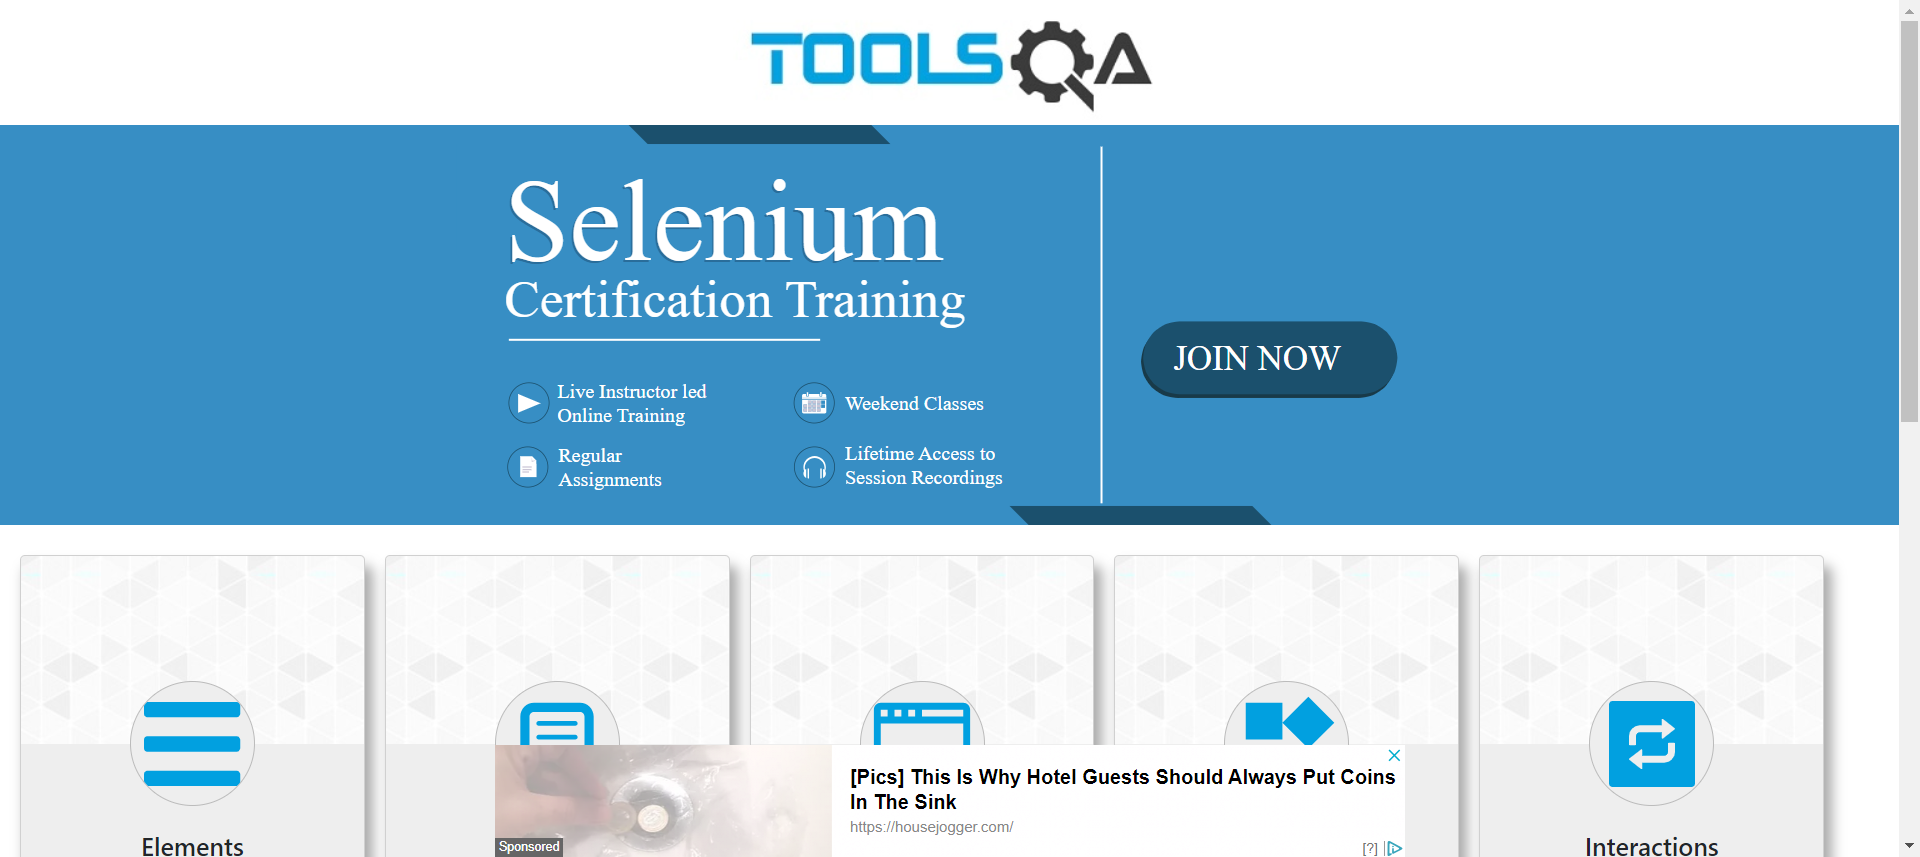 TOOLSQA
Selenium
Certification Training
JOIN NOW
Live Instructor led
Online Training
Weekend Classes
Regular
Assignments
Lifetime Access to
Session Recordings
[Pics] This Is Why Hotel Guests Should Always Put Coins
In The Sink
https://housejogger.com/
Sponsored
[?]
Elements
Interactions